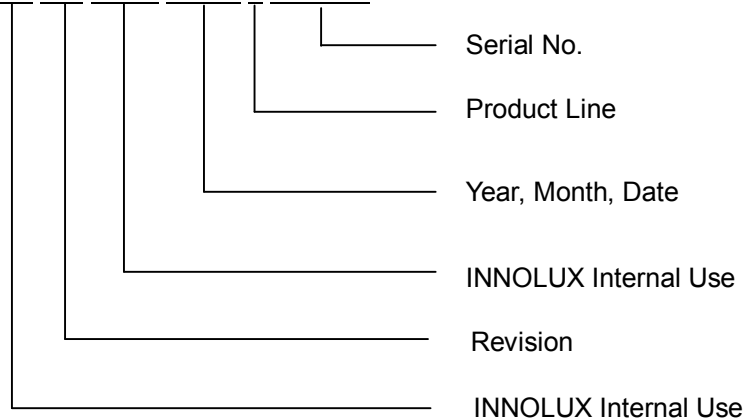 Serial No.
Product Line
Year, Month, Date
INNOLUX Internal Use
Revision
INNOLUX Internal Use